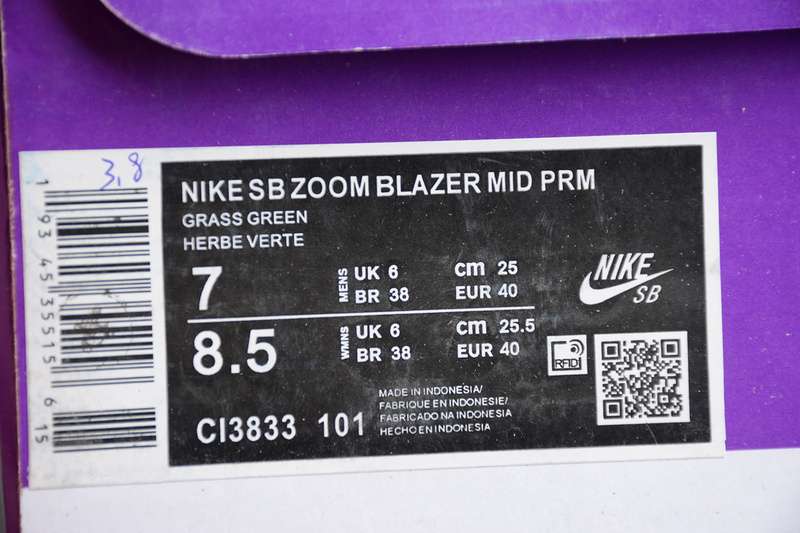 3,8
1 93 45 35515 6 15
NIKE SB ZOOM BLAZER MID PRM
GRASS GREEN
HERBE VERTE
7 MENS UK 6 cm 25
BR 38 EUR 40
8.5 WMNS UK 6 cm 25.5
BR 38 EUR 40
NIKE
SB
RFID
CI3833 101
MADE IN INDONESIA/
FABRIQUE EN INDONESIE/
FABRICADO NA INDONESIA
HECHO EN INDONESIA